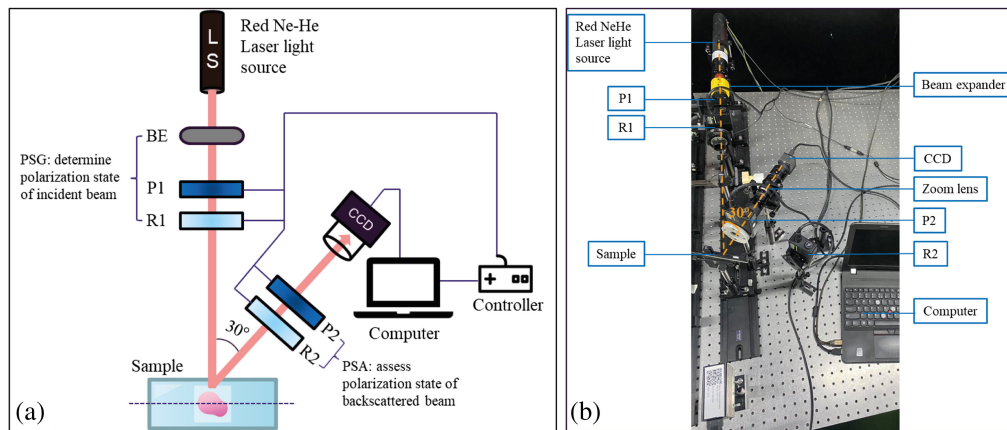 LS
Red Ne-He
Laser light
source
BE
PSG: determine
polarization state
of incident beam
P1
R1
CCD
P2
R2
30°
Computer
Controller
PSA: assess
polarization state of
backscattered beam
Sample
(a)
Red NeHe
Laser light
source
P1
R1
Sample
30°
Beam expander
CCD
Zoom lens
P2
R2
Computer
(b)